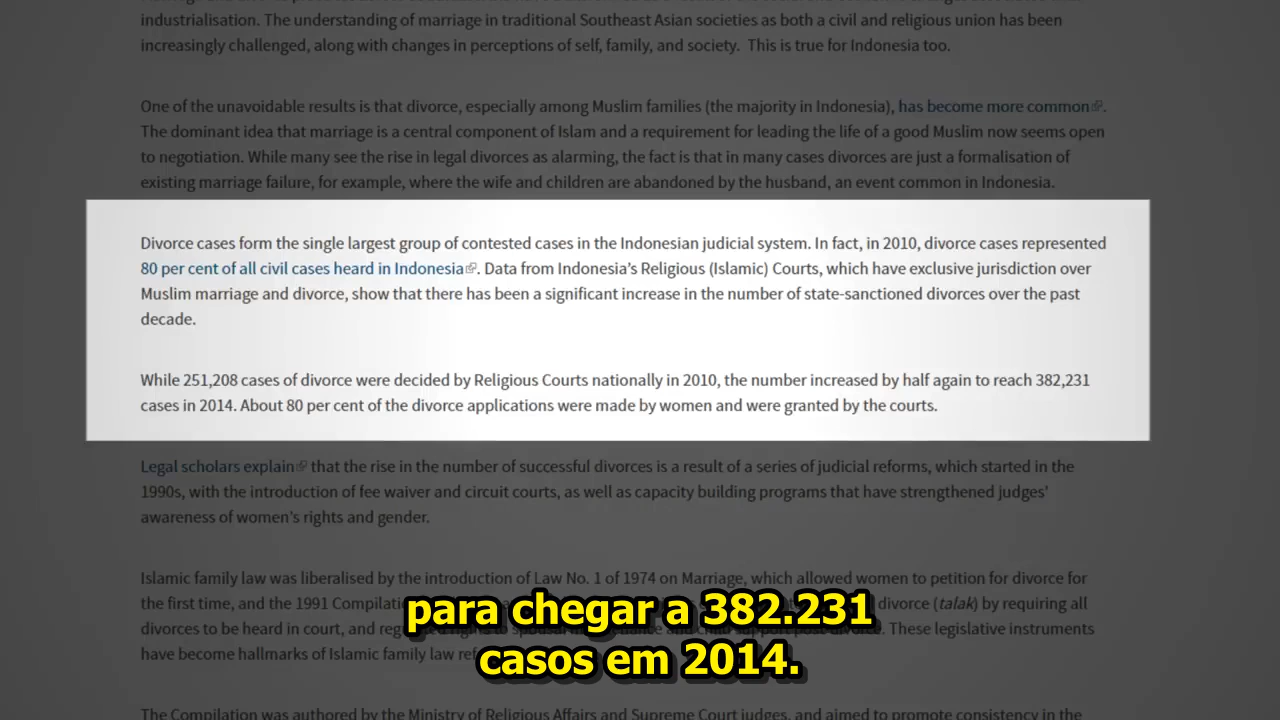 industrialisation. The understanding of marriage in traditional Southeast Asian societies as both a civil and religious union has been
increasingly challenged, along with changes in perceptions of self, family, and society. This is true for Indonesia too.
One of the unavoidable results is that divorce, especially among Muslim families (the majority in Indonesia), has become more common.
The dominant idea that marriage is a central component of Islam and a requirement for leading the life of a good Muslim now seems open
to negotiation. While many see the rise in legal divorces as alarming, the fact is that in many cases divorces are just a formalisation of
existing marriage failure, for example, where the wife and children are abandoned by the husband, an event common in Indonesia.
Divorce cases form the single largest group of contested cases in the Indonesian judicial system. In fact, in 2010, divorce cases represented
80 per cent of all civil cases heard in Indonesia. Data from Indonesia's Religious (Islamic) Courts, which have exclusive jurisdiction over
Muslim marriage and divorce, show that there has been a significant increase in the number of state-sanctioned divorces over the past
decade.
While 251,208 cases of divorce were decided by Religious Courts nationally in 2010, the number increased by half again to reach 382,231
cases in 2014. About 80 per cent of the divorce applications were made by women and were granted by the courts.
Legal scholars explain that the rise in the number of successful divorces is a result of a series of judicial reforms, which started in the
1990s, with the introduction of fee waiver and circuit courts, as well as capacity building programs that have strengthened judges'
awareness of women's rights and gender.
Islamic family law was liberalised by the introduction of Law No. 1 of 1974 on Marriage, which allowed women to petition for divorce for
the first time, and the 1991 divorce (talak) by requiring all
divorces to be heard in court, and These legislative instruments
have become hallmarks of Islamic family law
The Compilation was authored by the Ministry of Religious Affairs and Supreme Court judges, and aimed to promote consistency in the
para chegar a 382.231
casos em 2014.